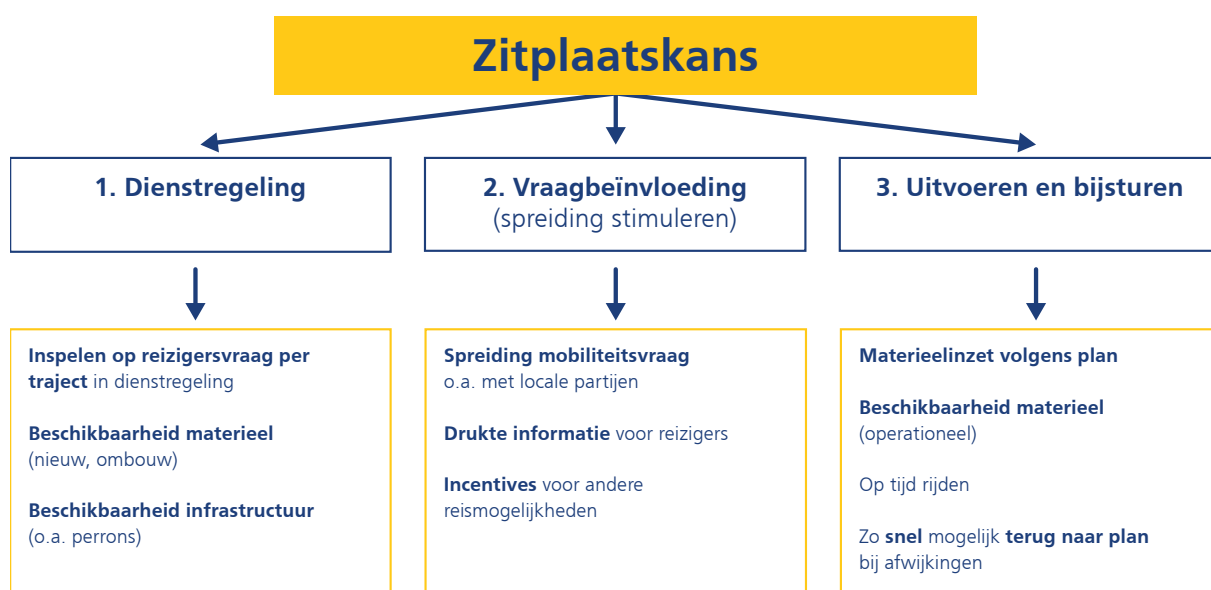 Zitplaatskans
1. Dienstregeling
2. Vraagbeïnvloeding
(spreiding stimuleren)
3. Uitvoeren en bijsturen
Inspelen op reizigersvraag per
traject in dienstregeling
Beschikbaarheid materieel
(nieuw, ombouw)
Beschikbaarheid infrastructuur
(o.a. perrons)
Spreiding mobiliteitsvraag
o.a. met locale partijen
Drukte informatie voor reizigers
Incentives voor andere
reismogelijkheden
Materieelinzet volgens plan
Beschikbaarheid materieel
(operationeel)
Op tijd rijden
Zo snel mogelijk terug naar plan
bij afwijkingen